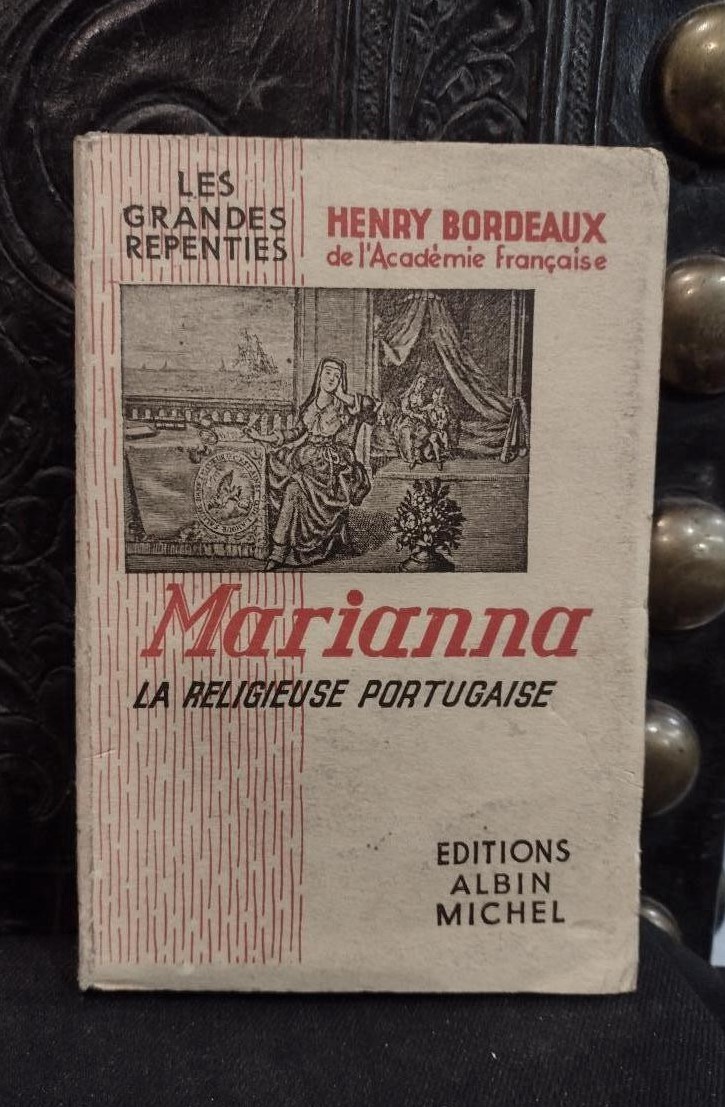 LES
GRANDES
REPENTIES
HENRY BORDEAUX
de l'Académie française
Marianna
LA RELIGIEUSE PORTUGAISE
EDITIONS
ALBIN
MICHEL